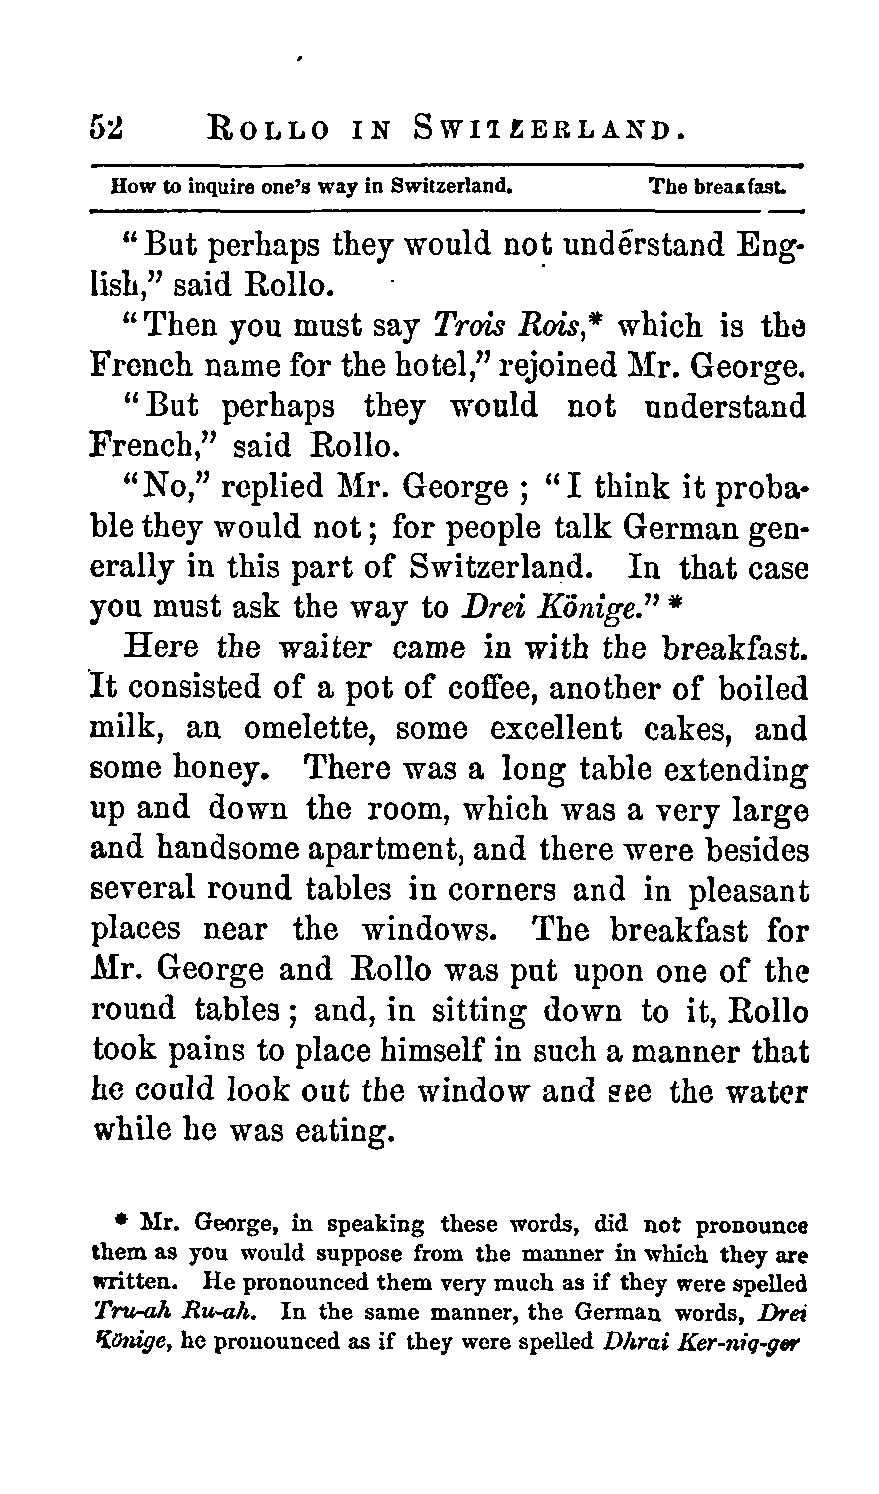 52 ROLLO IN SWITZERLAND.
How to inquire one's way in Switzerland. The breakfast.
"But perhaps they would not understand Eng-
lish," said Rollo.
"Then you must say Trois Rois,* which is the
French name for the hotel," rejoined Mr. George.
"But perhaps they would not understand
French," said Rollo.
"No," replied Mr. George ; "I think it proba-
ble they would not ; for people talk German gen-
erally in this part of Switzerland. In that case
you must ask the way to Drei Könige." *
Here the waiter came in with the breakfast.
It consisted of a pot of coffee, another of boiled
milk, an omelette, some excellent cakes, and
some honey. There was a long table extending
up and down the room, which was a very large
and handsome apartment, and there were besides
several round tables in corners and in pleasant
places near the windows. The breakfast for
Mr. George and Rollo was put upon one of the
round tables ; and, in sitting down to it, Rollo
took pains to place himself in such a manner that
he could look out the window and see the water
while he was eating.
* Mr. George, in speaking these words, did not pronounce
them as you would suppose from the manner in which they are
written. He pronounced them very much as if they were spelled
Tru-ah Ru-ah. In the same manner, the German words, Drei
Könige, he pronounced as if they were spelled Dhrai Ker-nig-ger